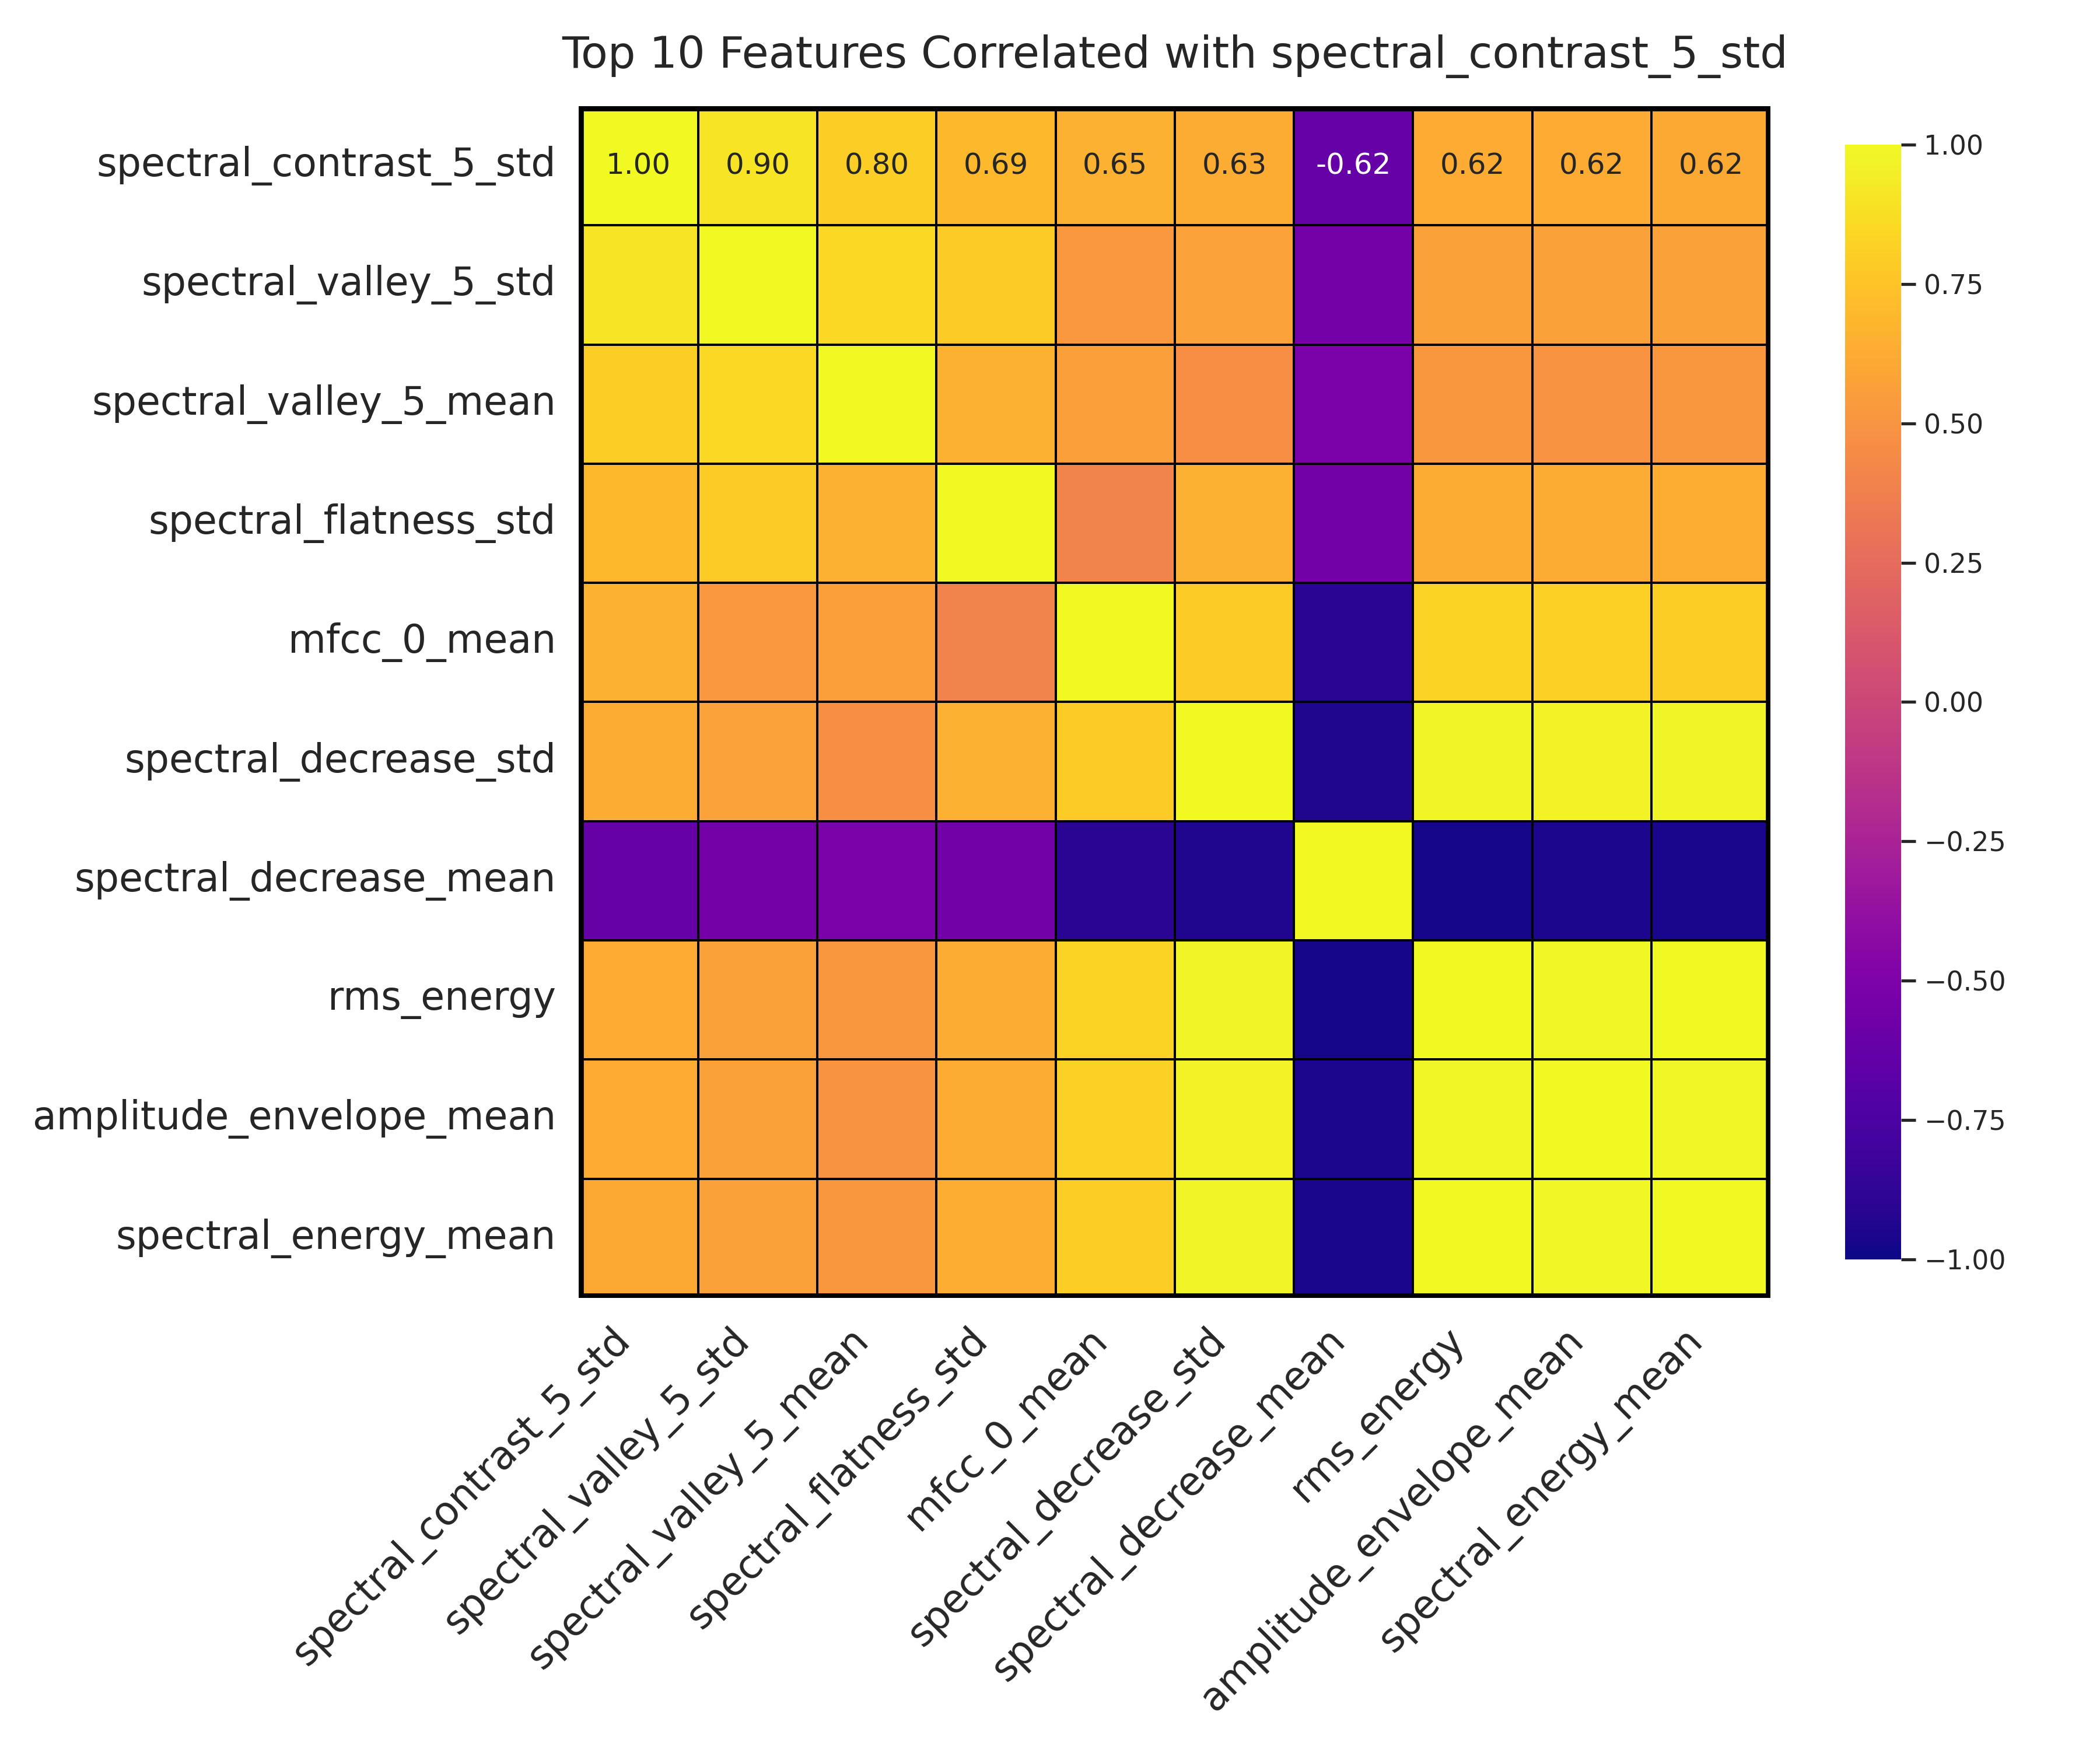 Top 10 Features Correlated with spectral_contrast_5_std
spectral_contrast_5_std
1.00 0.90 0.80 0.69 0.65 0.63 -0.62 0.62 0.62 0.62
spectral_valley_5_std
spectral_valley_5_mean
spectral_flatness_std
mfcc_0_mean
spectral_decrease_std
spectral_decrease_mean
rms_energy
amplitude_envelope_mean
spectral_energy_mean
1.00
0.75
0.50
0.25
0.00
−0.25
−0.50
−0.75
−1.00
spectral_contrast_5_std
spectral_valley_5_std
spectral_valley_5_mean
spectral_flatness_std
mfcc_0_mean
spectral_decrease_std
spectral_decrease_mean
rms_energy
amplitude_envelope_mean
spectral_energy_mean